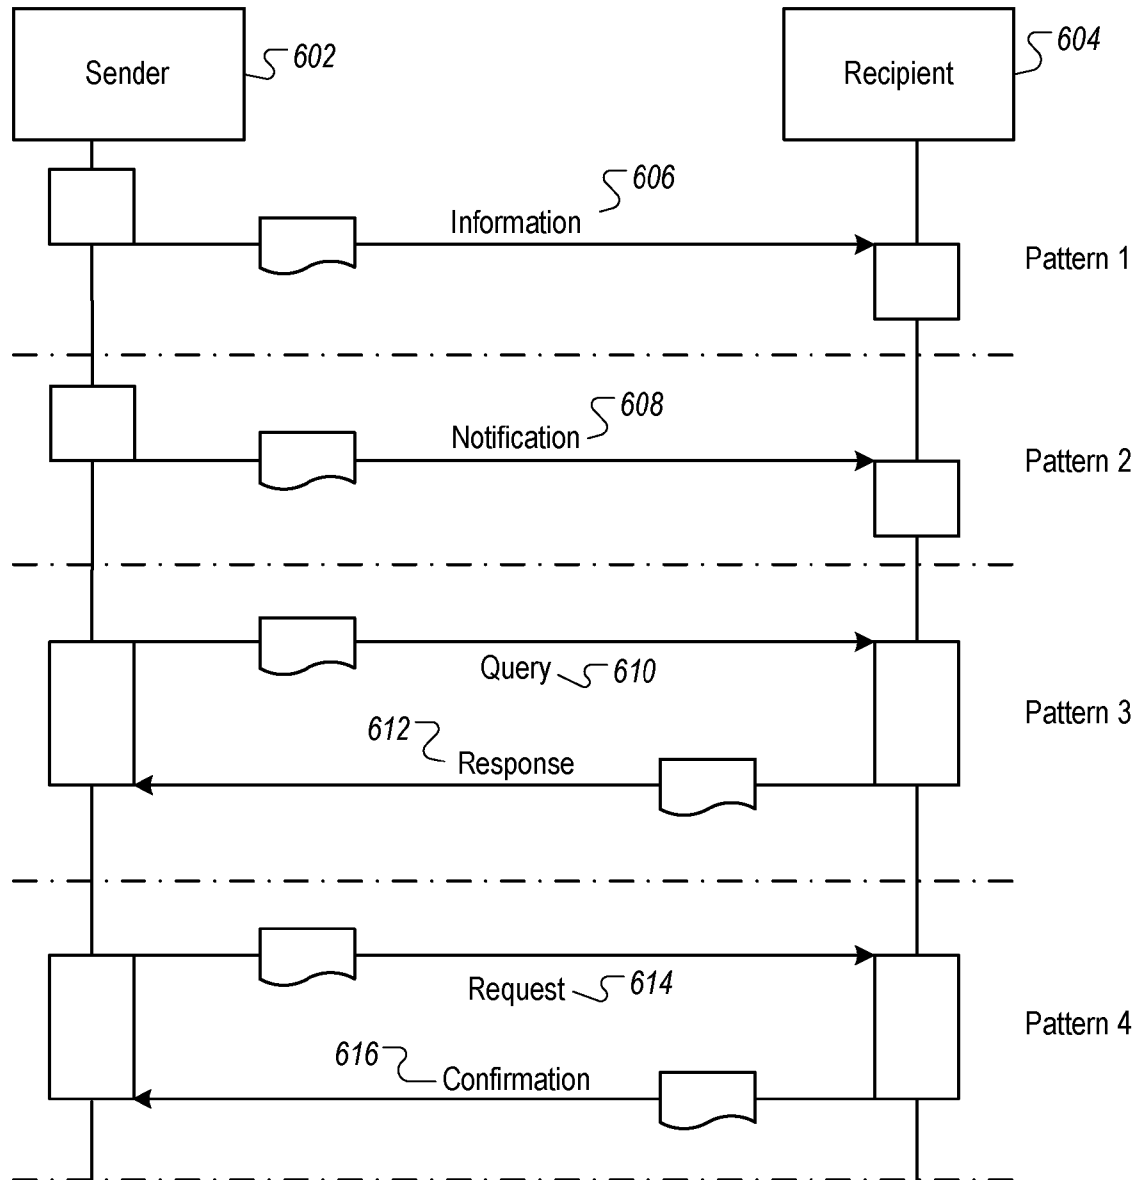 Sender
602
Recipient
604
606
Information
Pattern 1
608
Notification
Pattern 2
Query
610
Pattern 3
612
Response
Request
614
Pattern 4
616
Confirmation